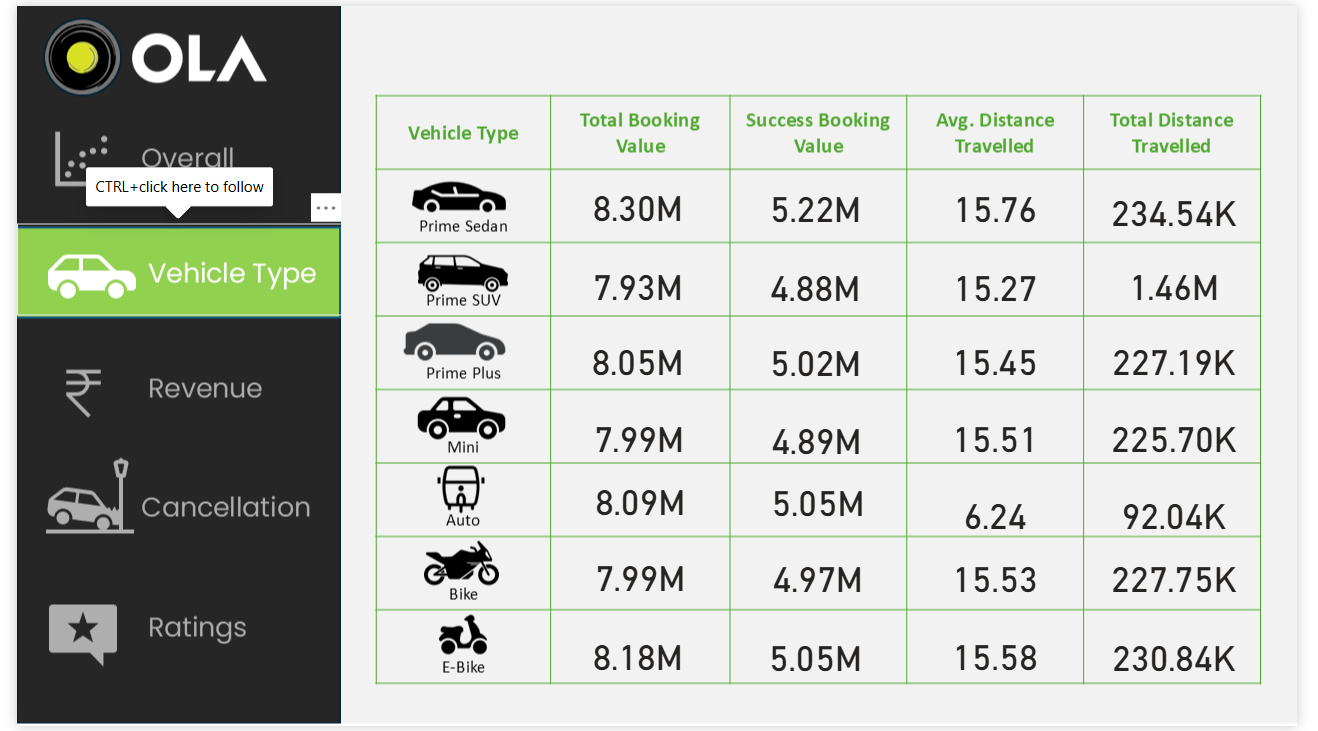 OLA
Overall
CTRL+click here to follow
...
Vehicle Type
Revenue
Cancellation
Ratings
Vehicle Type Total Booking Value Success Booking Value Avg. Distance Travelled Total Distance Travelled
Prime Sedan 8.30M 5.22M 15.76 234.54K
Prime SUV 7.93M 4.88M 15.27 1.46M
Prime Plus 8.05M 5.02M 15.45 227.19K
Mini 7.99M 4.89M 15.51 225.70K
Auto 8.09M 5.05M 6.24 92.04K
Bike 7.99M 4.97M 15.53 227.75K
E-Bike 8.18M 5.05M 15.58 230.84K